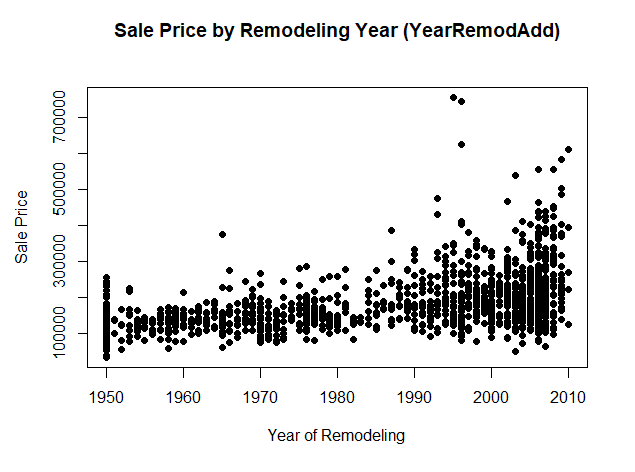 Sale Price by Remodeling Year (YearRemodAdd)
700000
500000
300000
100000
Sale Price
1950 1960 1970 1980 1990 2000 2010
Year of Remodeling